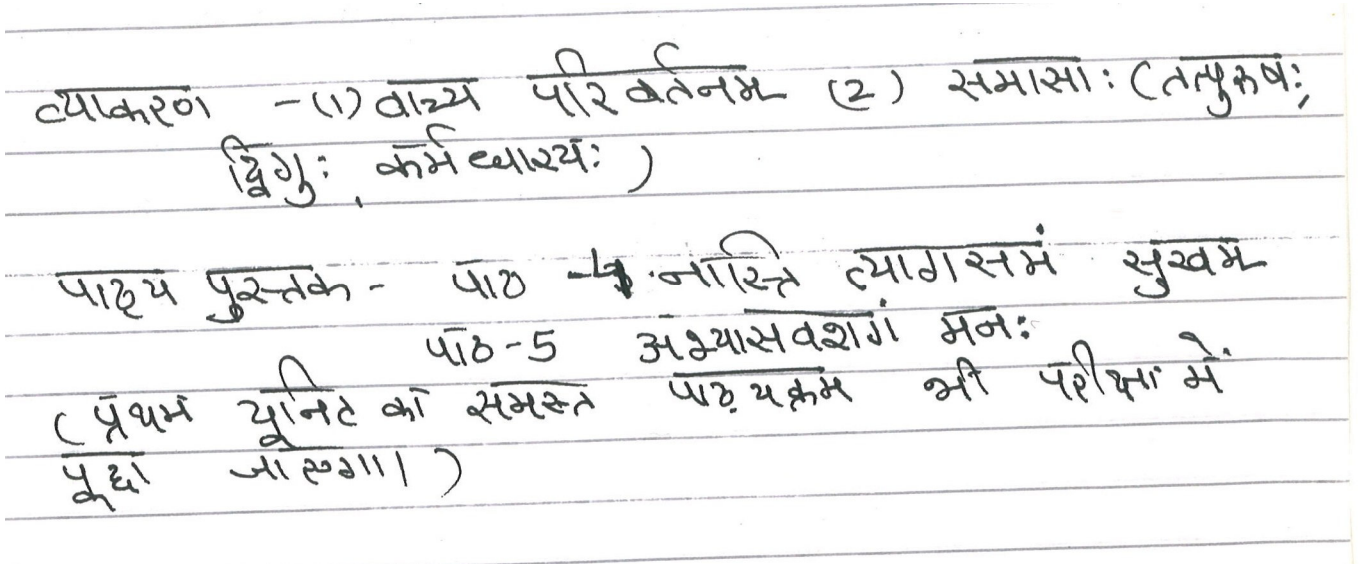 व्याकरण -(1) वाच्य परिवर्तनम (2) समासाः (तत्पुरुषः,
द्विगुः, कर्मधारयः)
पाठ्य पुस्तक - पाठ -4 नास्ति त्यागसमं सुखम
पाठ-5 अभ्यासवशगं मनः
(प्रथम यूनिट का समस्त पाठ्यक्रम भी परीक्षा में
पूछा जाएगा।)